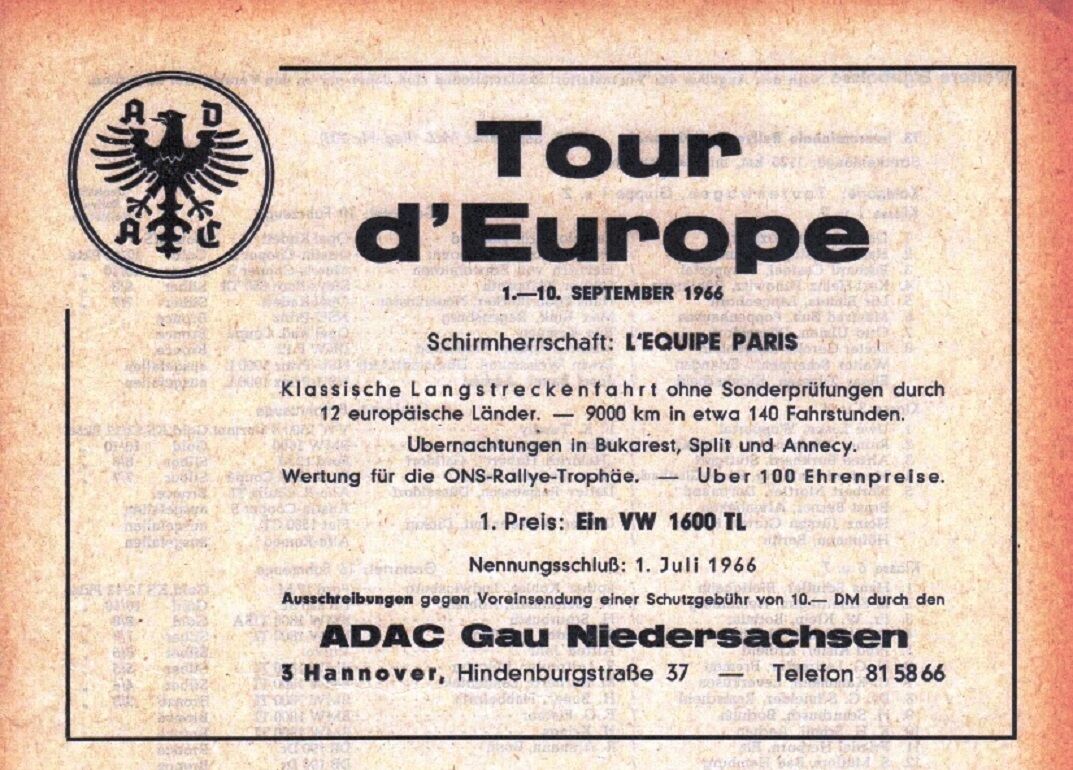 A D
A C
Tour
d'Europe
1.—10. SEPTEMBER 1966
Schirmherrschaft: L'EQUIPE PARIS
Klassische Langstreckenfahrt ohne Sonderprüfungen durch
12 europäische Länder. — 9000 km in etwa 140 Fahrstunden.
Übernachtungen in Bukarest, Split und Annecy.
Wertung für die ONS-Rallye-Trophäe. — Über 100 Ehrenpreise.
1. Preis: Ein VW 1600 TL
Nennungsschluß: 1. Juli 1966
Ausschreibungen gegen Voreinsendung einer Schutzgebühr von 10.— DM durch den
ADAC Gau Niedersachsen
3 Hannover, Hindenburgstraße 37 — Telefon 81 58 66